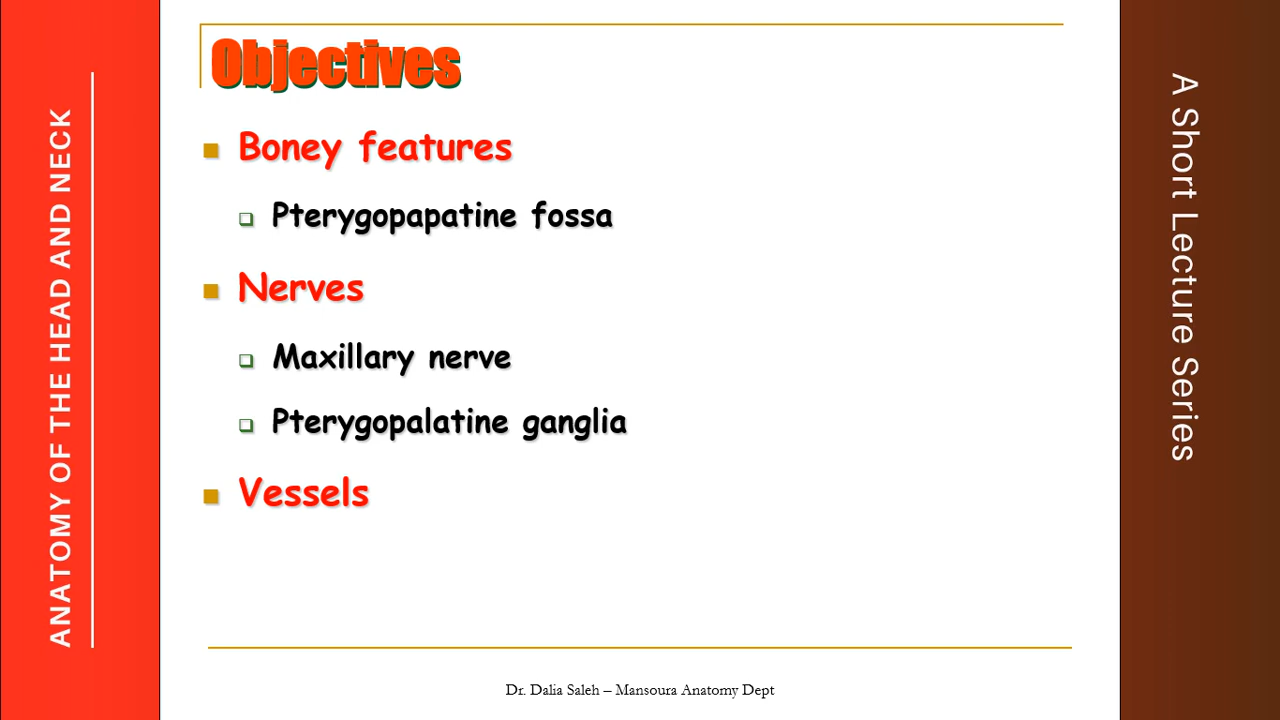 ANATOMY OF THE HEAD AND NECK
Objectives
Boney features
Pterygopapatine fossa
Nerves
Maxillary nerve
Pterygopalatine ganglia
Vessels
Dr. Dalia Saleh – Mansoura Anatomy Dept
A Short Lecture Series